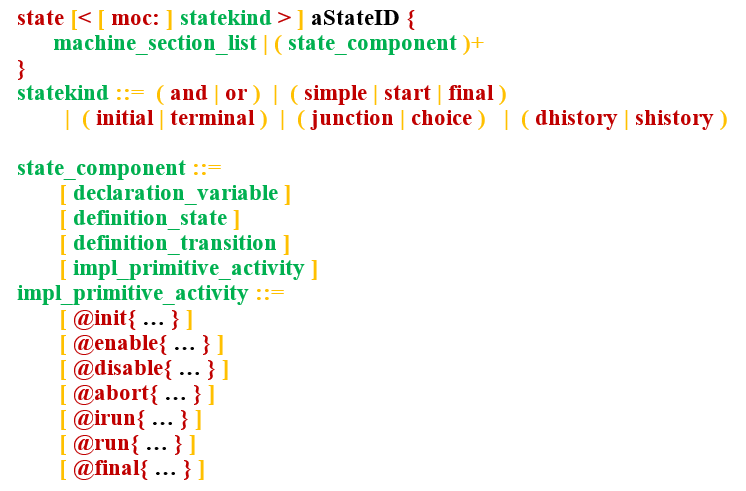 state [< [ moc: ] statekind > ] aStateID {
machine_section_list | ( state_component )+
}
statekind ::= ( and | or ) | ( simple | start | final )
| ( initial | terminal ) | ( junction | choice ) | ( dhistory | shistory )
state_component ::=
[ declaration_variable ]
[ definition_state ]
[ definition_transition ]
[ impl_primitive_activity ]
impl_primitive_activity ::=
[ @init{ … } ]
[ @enable{ … } ]
[ @disable{ … } ]
[ @abort{ … } ]
[ @irun{ … } ]
[ @run{ … } ]
[ @final{ … } ]